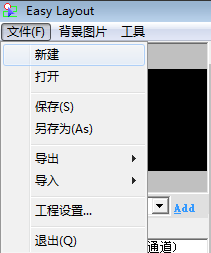 Easy Layout
文件(F) 背景图片 工具
新建
打开
保存(S)
另存为(As)
导出
导入
Add
工程设置...
退出(Q)
通道)